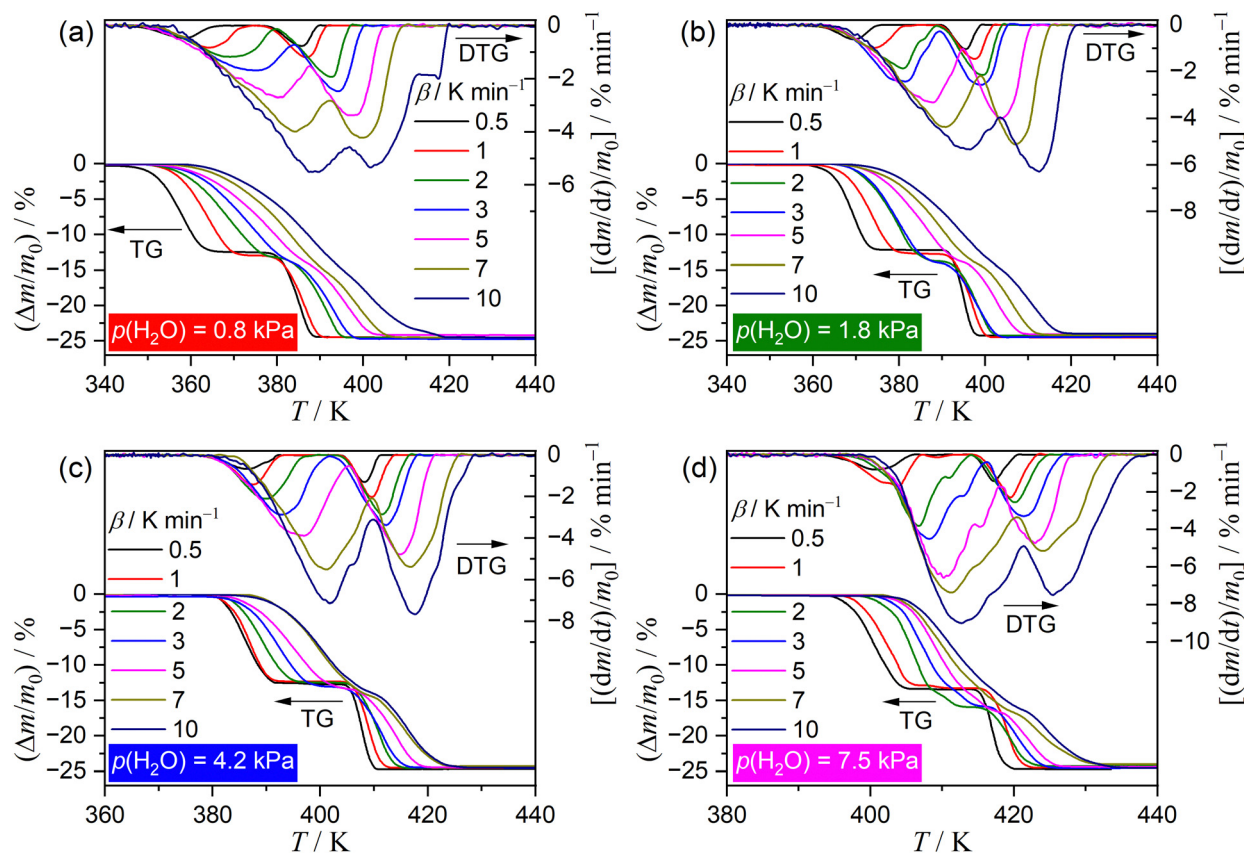 (a)
DTG
β / K min⁻¹
0.5
1
2
3
5
7
10
TG
p(H₂O) = 0.8 kPa
0
−5
−10
−15
−20
−25
(Δm/m₀) / %
0
−2
−4
−6
[(dm/dt)/m₀] / % min⁻¹
340
360
380
400
420
440
T / K
(b)
DTG
β / K min⁻¹
0.5
1
2
3
5
7
10
TG
p(H₂O) = 1.8 kPa
0
−5
−10
−15
−20
−25
(Δm/m₀) / %
0
−2
−4
−6
−8
[(dm/dt)/m₀] / % min⁻¹
340
360
380
400
420
440
T / K
(c)
DTG
β / K min⁻¹
0.5
1
2
3
5
7
10
TG
p(H₂O) = 4.2 kPa
0
−5
−10
−15
−20
−25
(Δm/m₀) / %
0
−2
−4
−6
−8
[(dm/dt)/m₀] / % min⁻¹
360
380
400
420
440
T / K
(d)
DTG
β / K min⁻¹
0.5
1
2
3
5
7
10
TG
p(H₂O) = 7.5 kPa
0
−5
−10
−15
−20
−25
(Δm/m₀) / %
0
−2
−4
−6
−8
−10
[(dm/dt)/m₀] / % min⁻¹
380
400
420
440
T / K